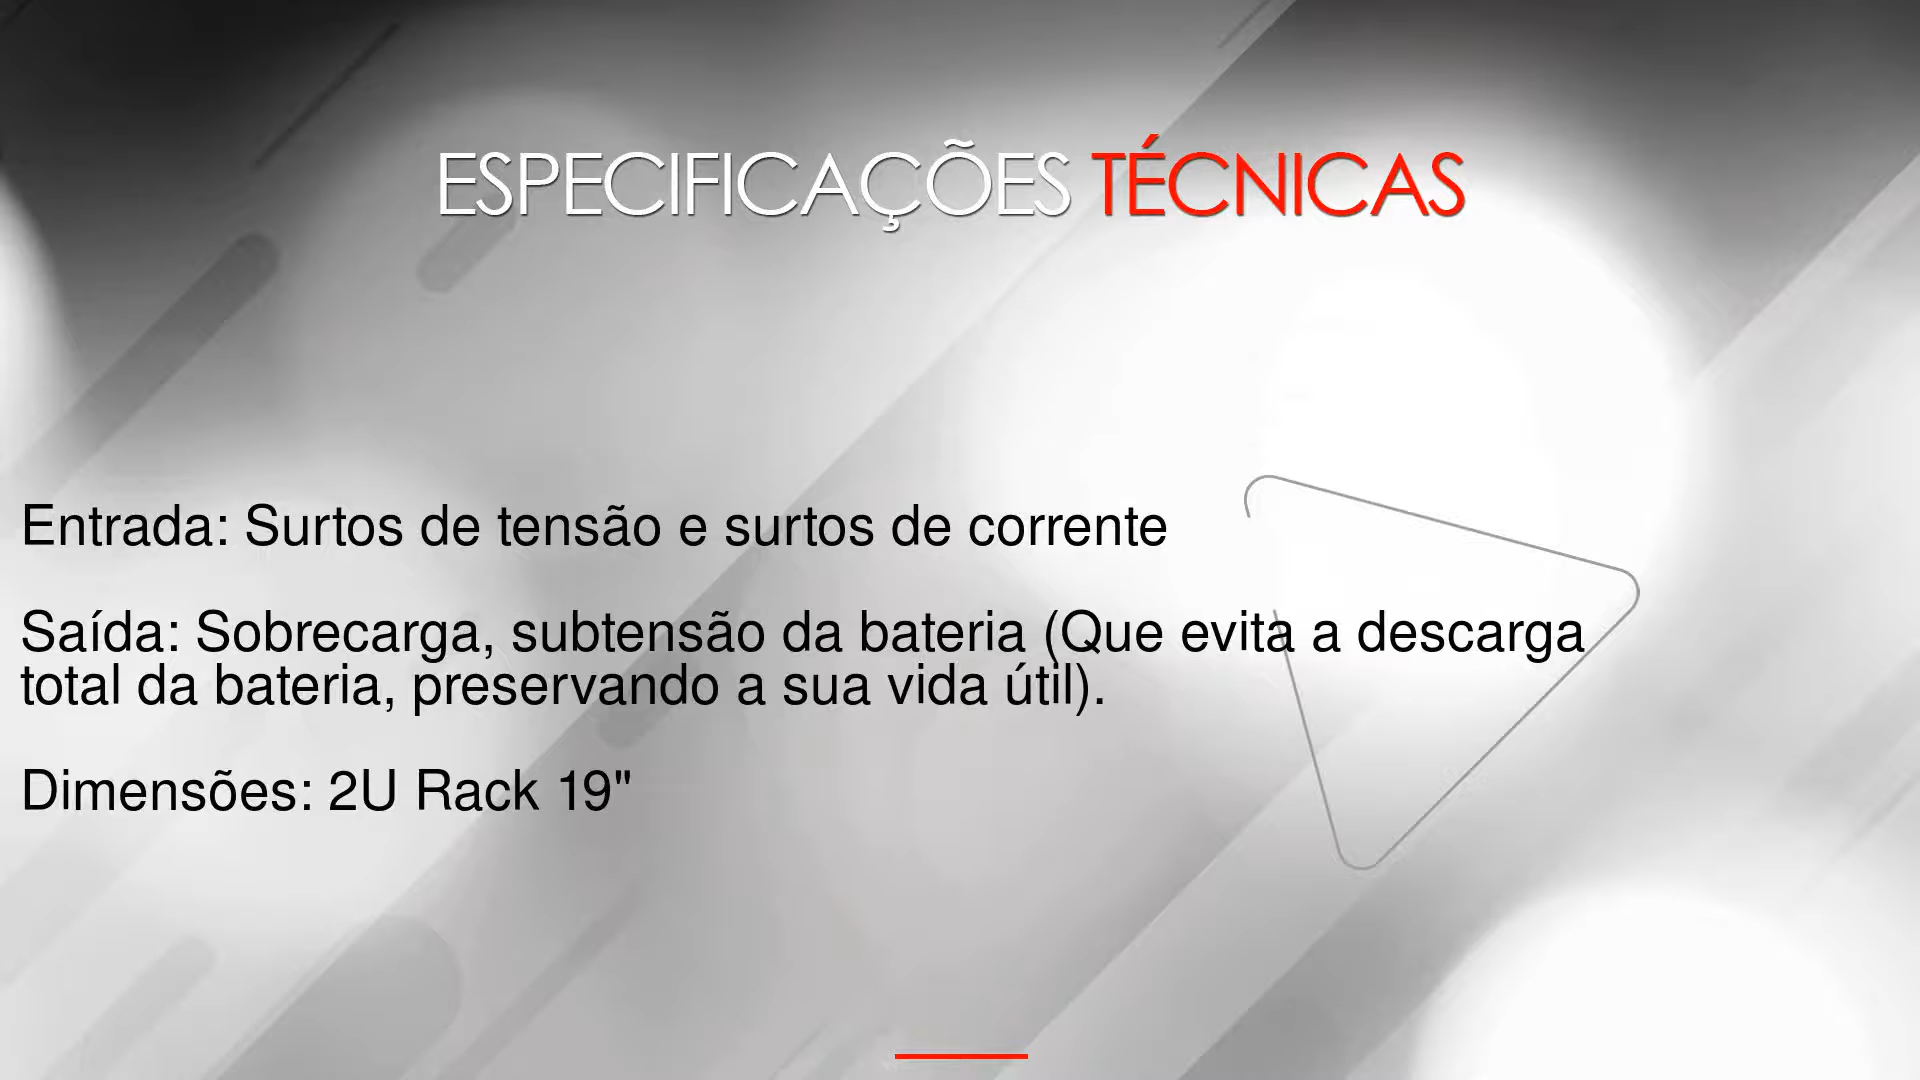 ESPECIFICAÇÕES TÉCNICAS
Entrada: Surtos de tensão e surtos de corrente
Saída: Sobrecarga, subtensão da bateria (Que evita a descarga
total da bateria, preservando a sua vida útil).
Dimensões: 2U Rack 19"